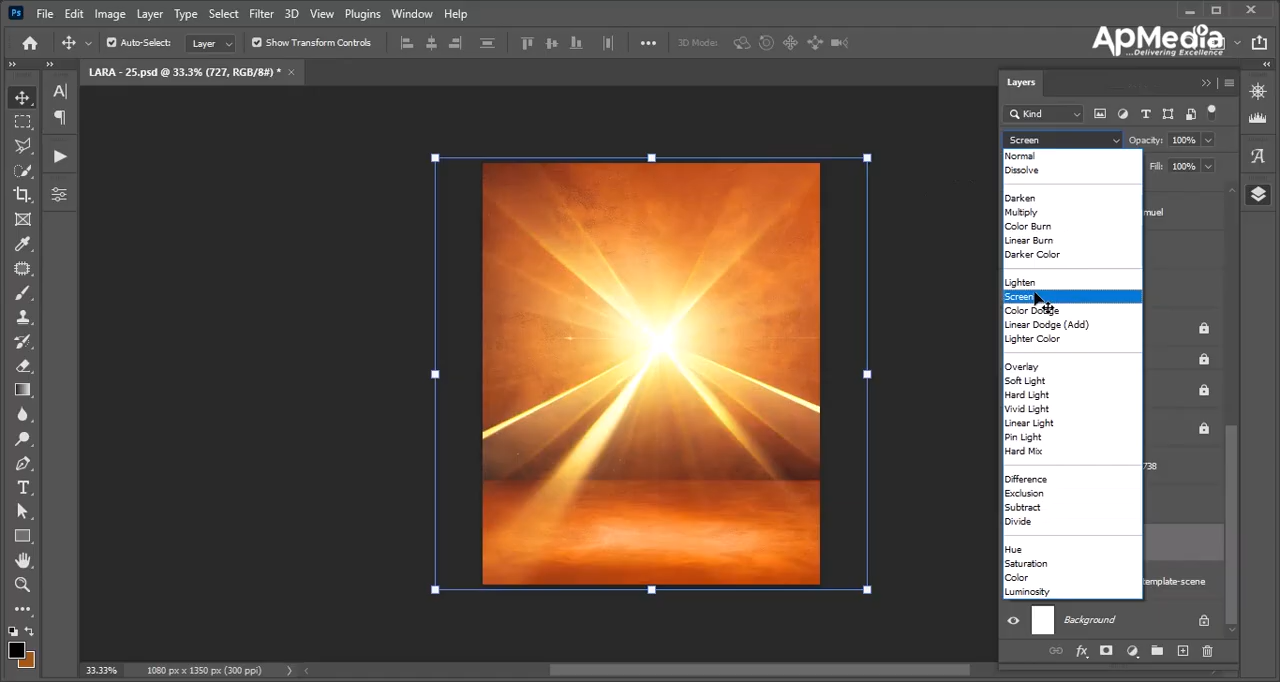 Ps File Edit Image Layer Type Select Filter 3D View Plugins Window Help
Auto-Select: Layer Show Transform Controls 3D Mode:
ApMedia
...Delivering Excellence
LARA - 25.psd @ 33.3% (727, RGB/8#) * ×
Layers
Kind
Screen Opacity: 100%
Normal
Fill: 100%
Dissolve
Darken
Multiply
muel
Color Burn
Linear Burn
Darker Color
Lighten
Screen
Color Dodge
Linear Dodge (Add)
Lighter Color
Overlay
Soft Light
Hard Light
Vivid Light
Linear Light
Pin Light
Hard Mix
738
Difference
Exclusion
Subtract
Divide
Hue
Saturation
Color
template-scene
Luminosity
Background
33.33% 1080 px x 1350 px (300 ppi)